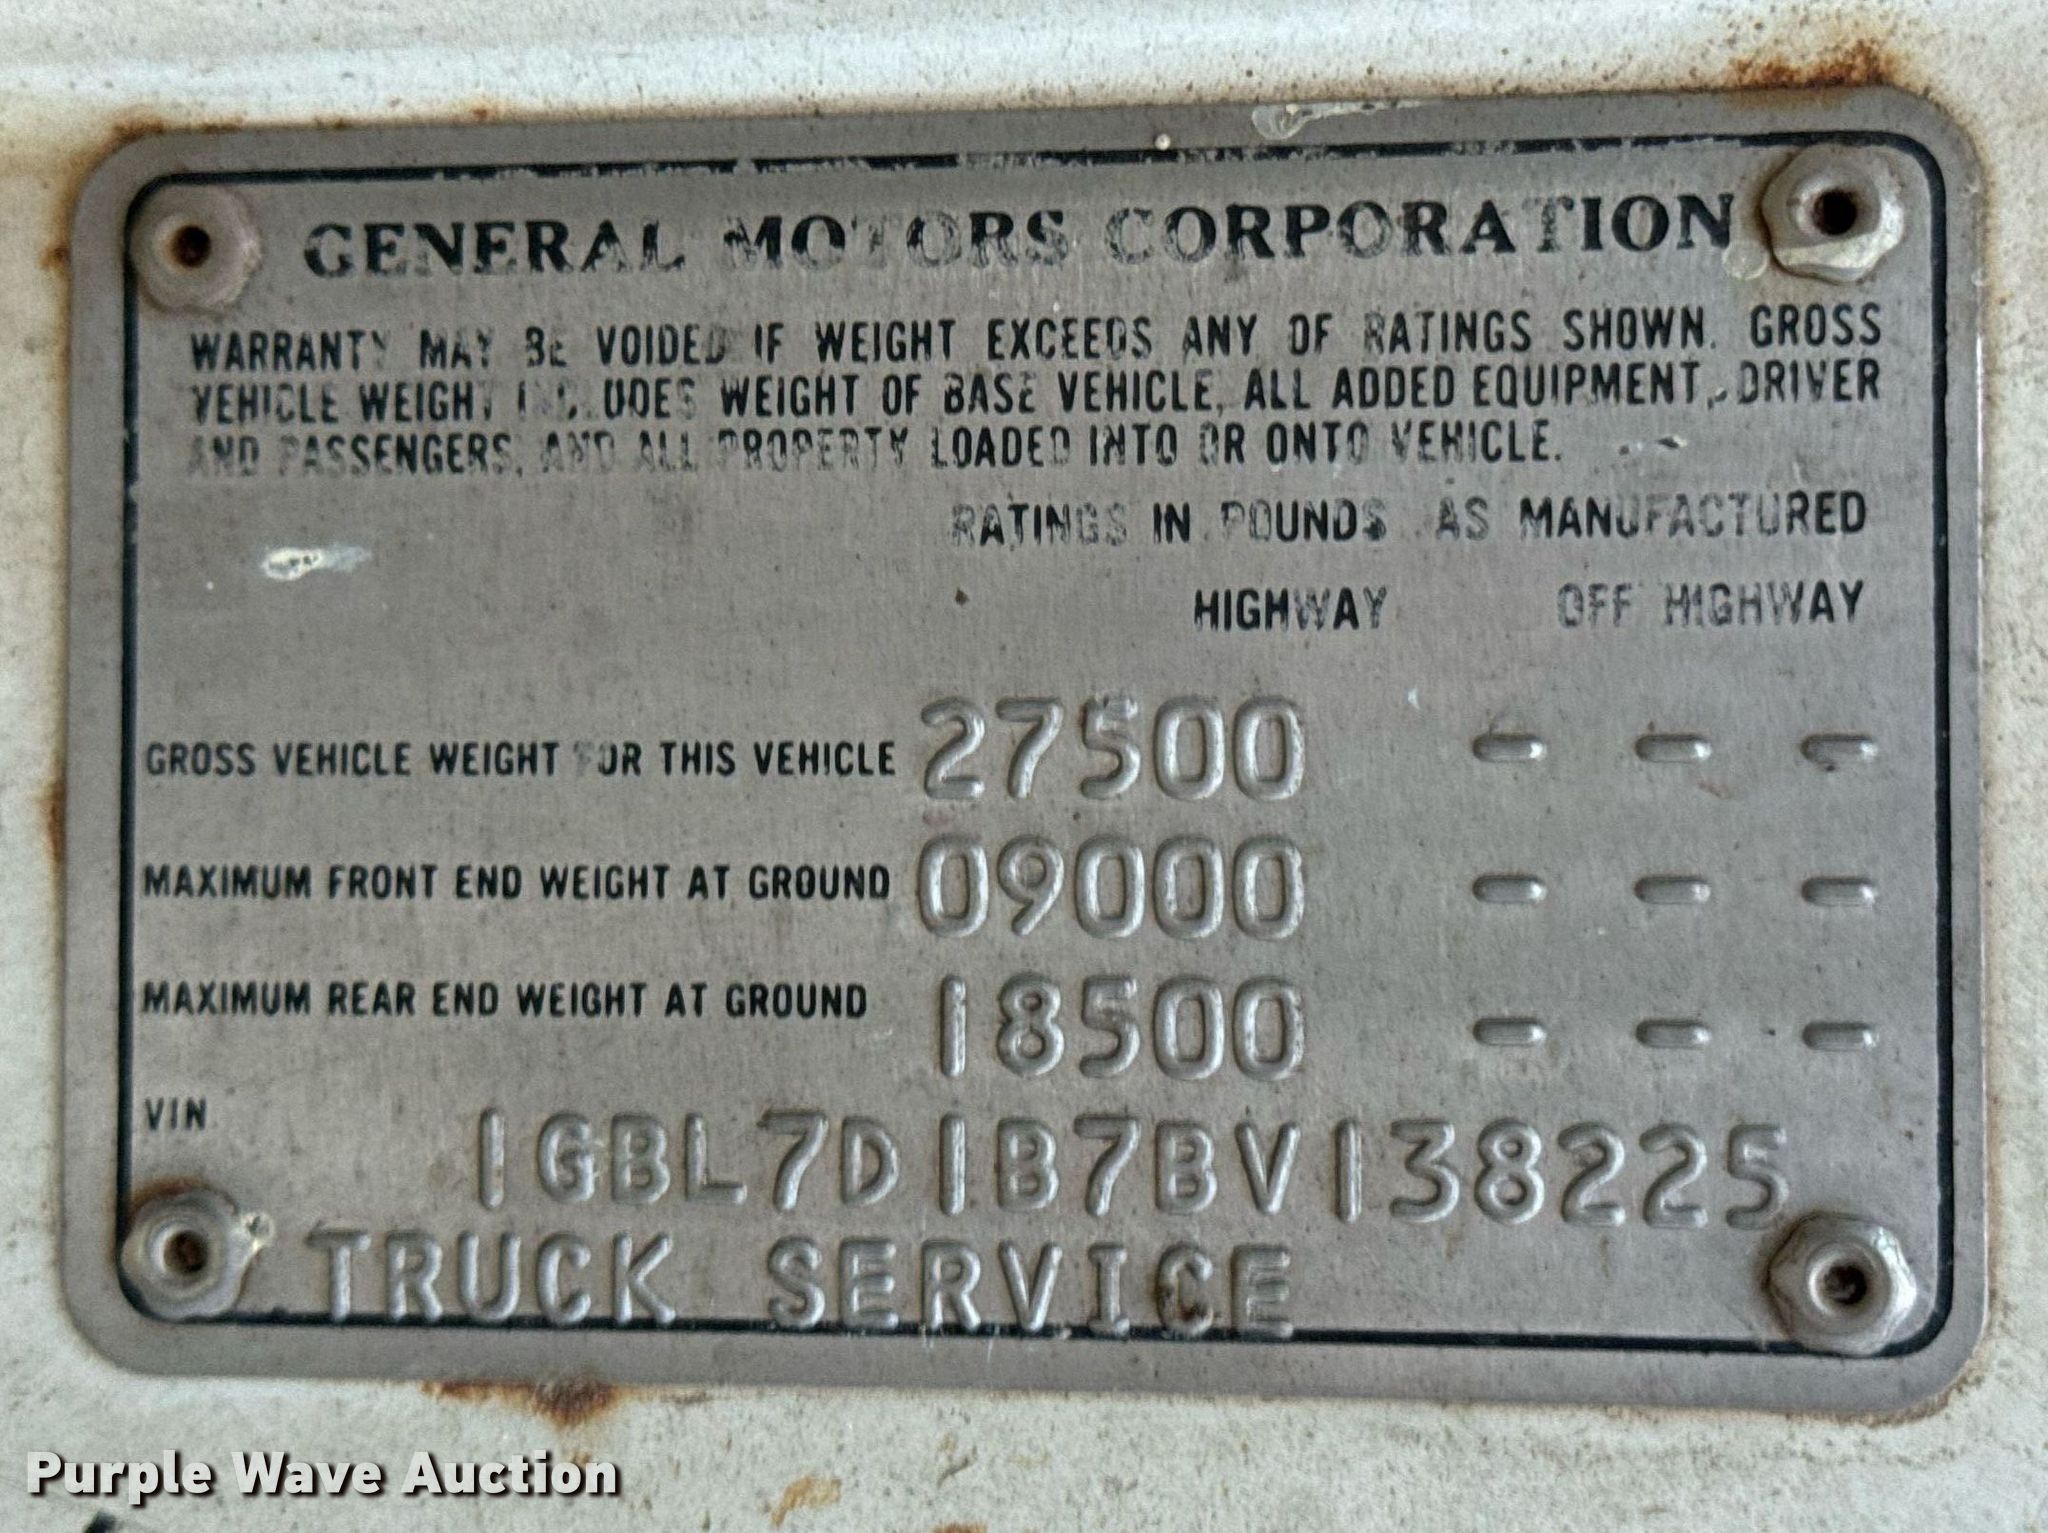 GENERAL MOTORS CORPORATION
WARRANTY MAY BE VOIDED IF WEIGHT EXCEEDS ANY OF RATINGS SHOWN. GROSS
VEHICLE WEIGHT INCLUDES WEIGHT OF BASE VEHICLE, ALL ADDED EQUIPMENT, DRIVER
AND PASSENGERS, AND ALL PROPERTY LOADED INTO OR ONTO VEHICLE.
RATINGS IN POUNDS AS MANUFACTURED
HIGHWAY OFF HIGHWAY
GROSS VEHICLE WEIGHT FOR THIS VEHICLE 27500 - - -
MAXIMUM FRONT END WEIGHT AT GROUND 09000 - - -
MAXIMUM REAR END WEIGHT AT GROUND 18500 - - -
VIN
1GBL7D1B7BV138225
TRUCK SERVICE
Purple Wave Auction